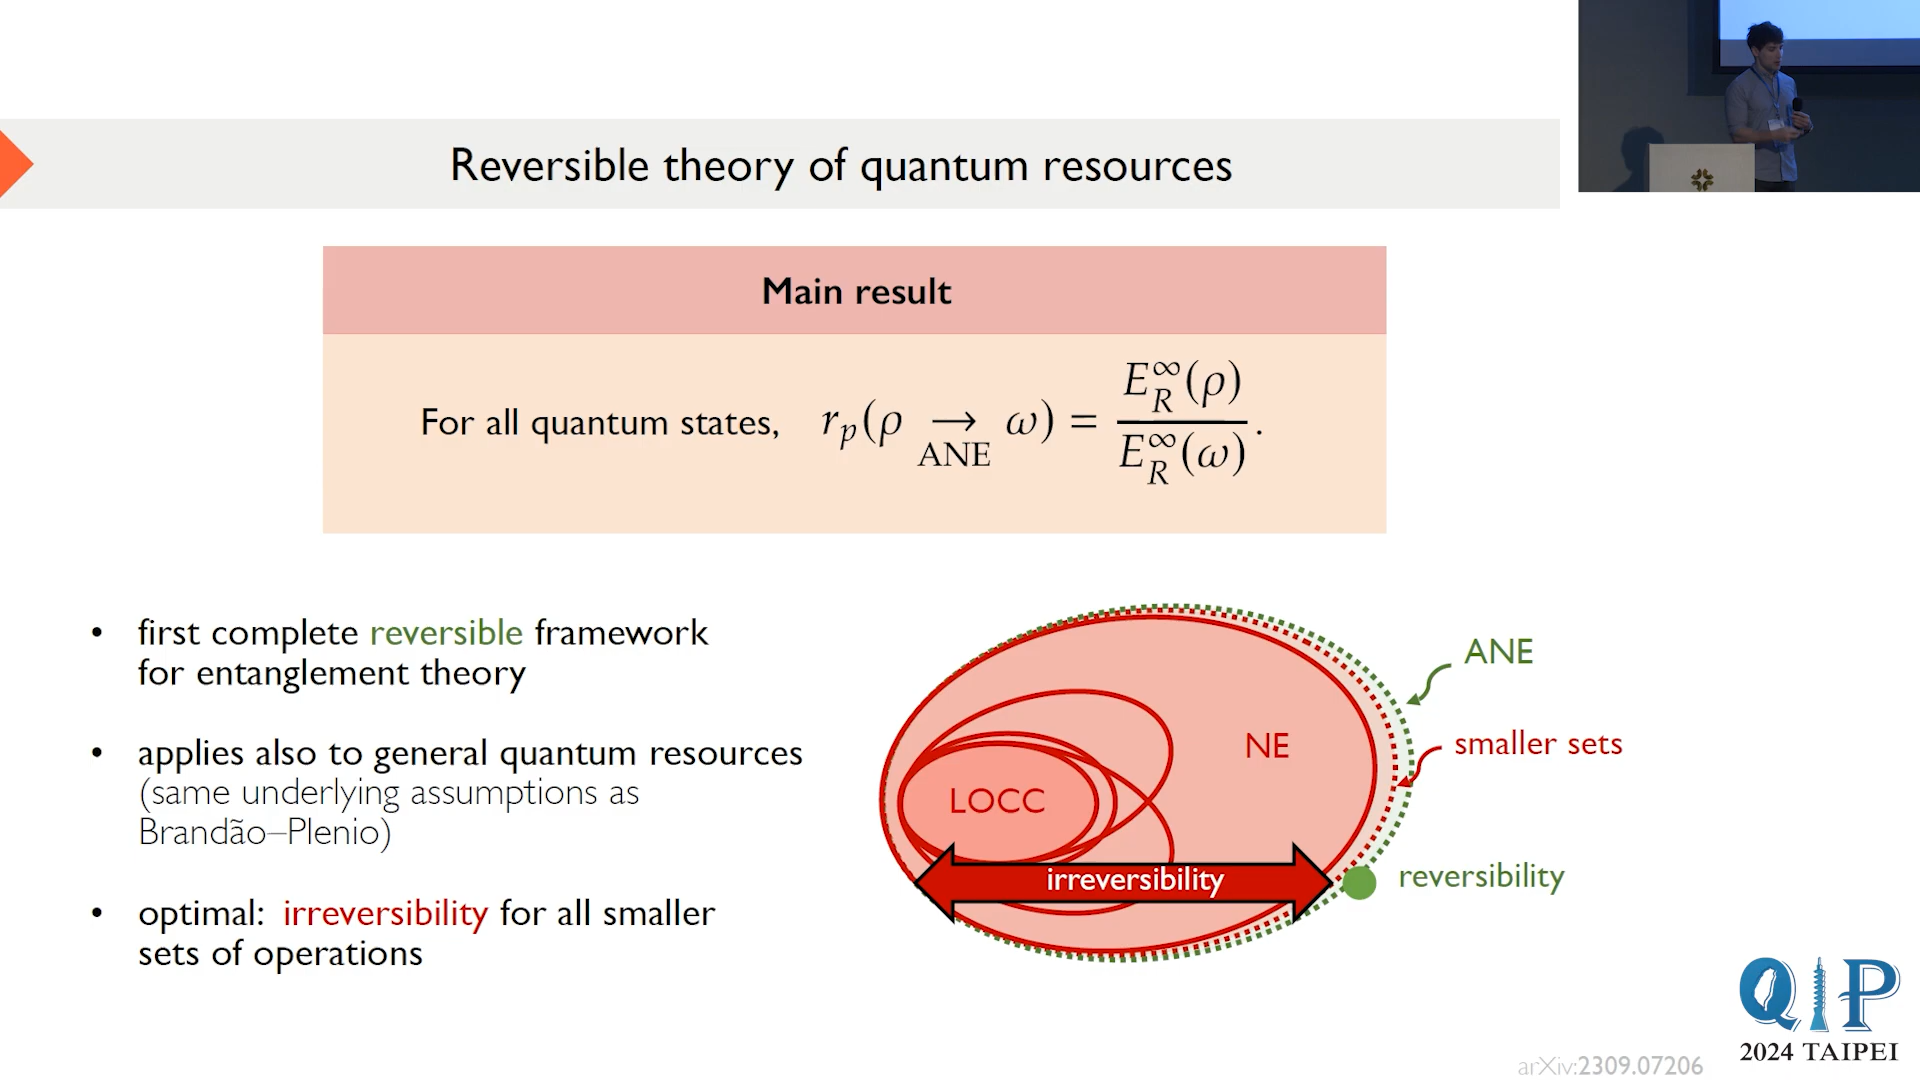 Reversible theory of quantum resources
Main result
For all quantum states, r_p(ρ →_ANE ω) = E_R^∞(ρ) / E_R^∞(ω).
• first complete reversible framework
for entanglement theory
• applies also to general quantum resources
(same underlying assumptions as
Brandão–Plenio)
• optimal: irreversibility for all smaller
sets of operations
ANE
smaller sets
NE
LOCC
irreversibility
reversibility
QIP
2024 TAIPEI
arXiv:2309.07206